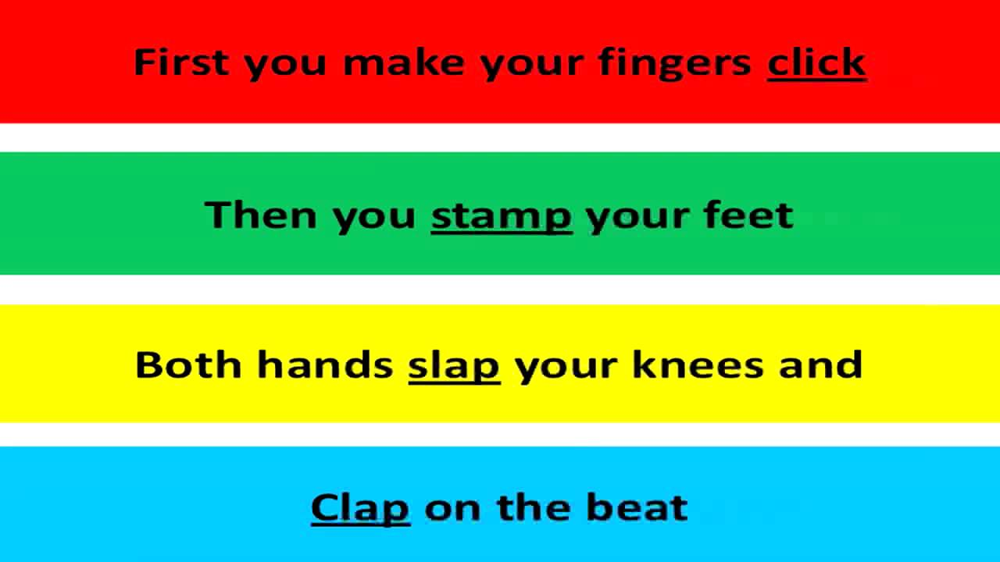 First you make your fingers click
Then you stamp your feet
Both hands slap your knees and
Clap on the beat